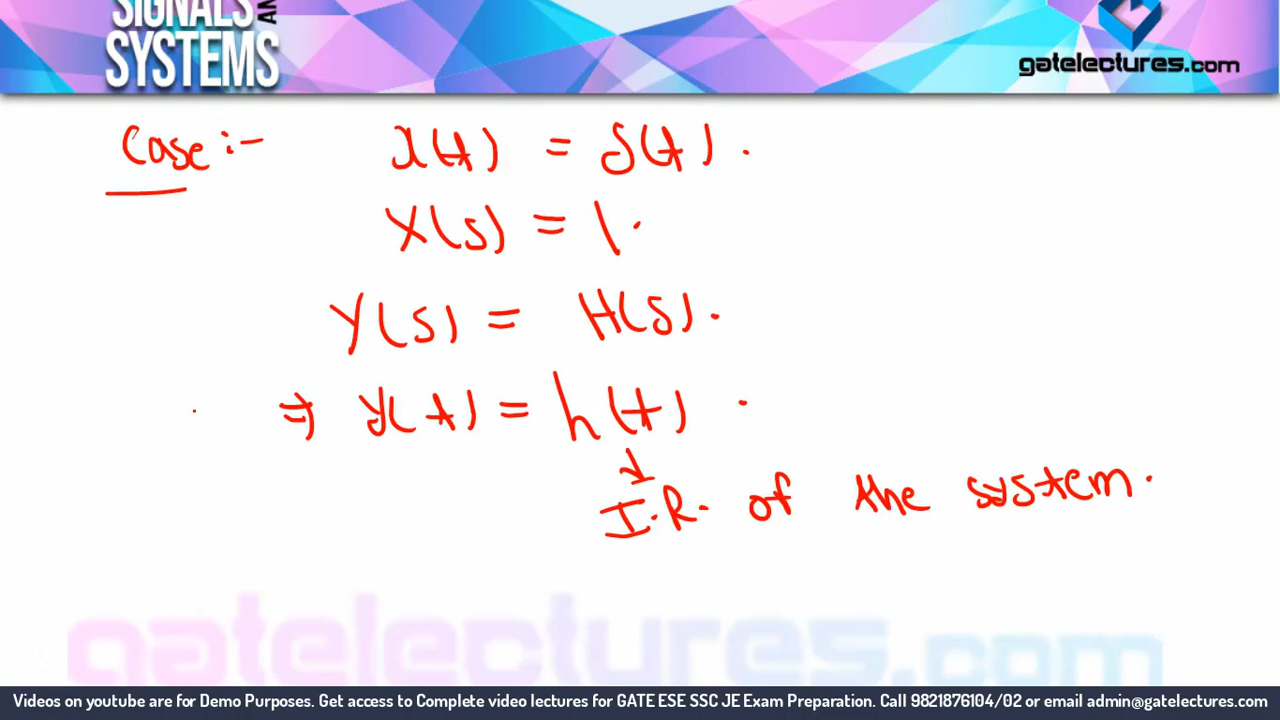 SIGNALS AN
SYSTEMS
gatelectures.com
Case :- x(t) = δ(t).
X(s) = 1.
Y(s) = H(s).
⇒ y(t) = h(t).
↓
I.R. of the system.
gatelectures.com
Videos on youtube are for Demo Purposes. Get access to Complete video lectures for GATE ESE SSC JE Exam Preparation. Call 9821876104/02 or email admin@gatelectures.com